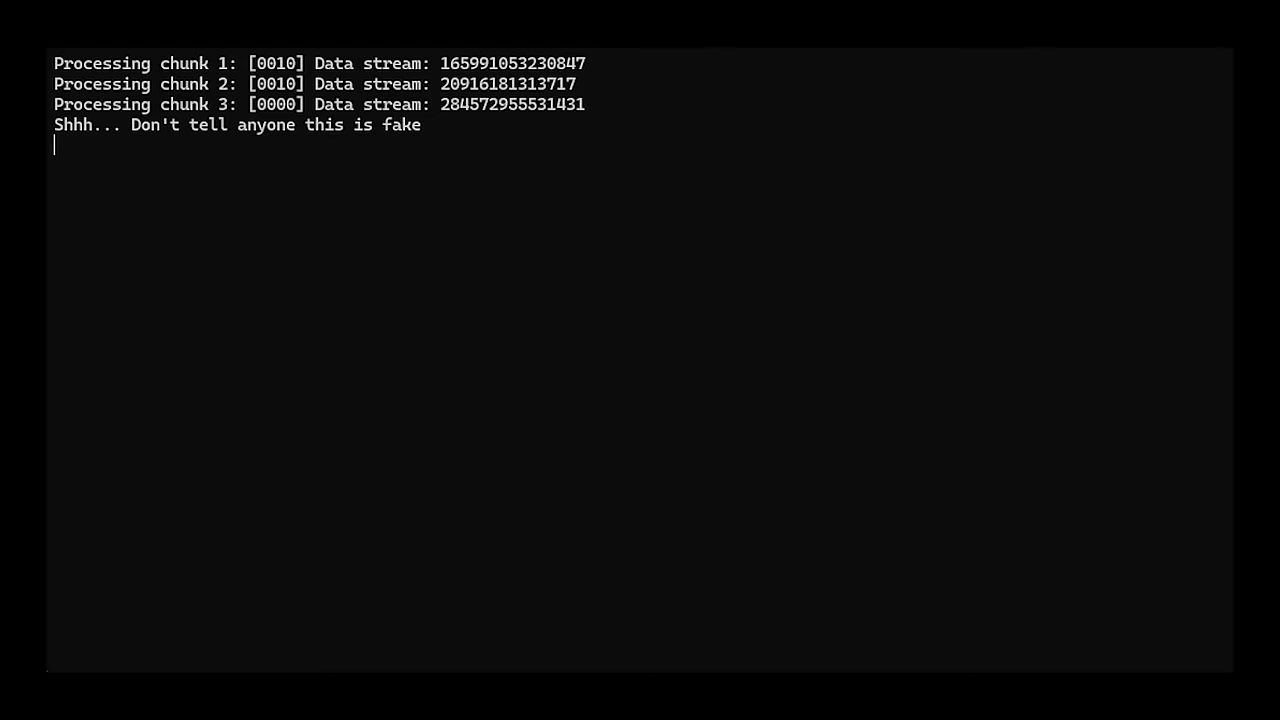 Processing chunk 1: [0010] Data stream: 165991053230847
Processing chunk 2: [0010] Data stream: 20916181313717
Processing chunk 3: [0000] Data stream: 284572955531431
Shhh... Don't tell anyone this is fake